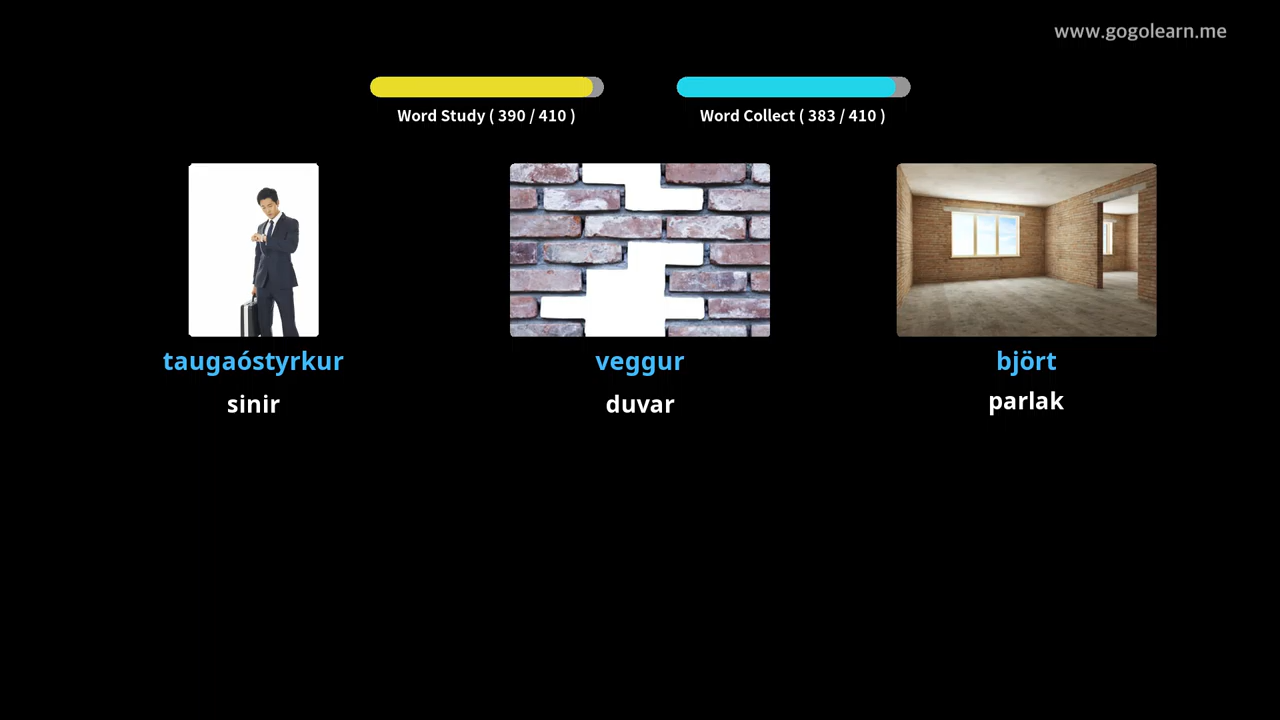 www.gogolearn.me
Word Study ( 390 / 410 )
Word Collect ( 383 / 410 )
taugaóstyrkur
sinir
veggur
duvar
björt
parlak